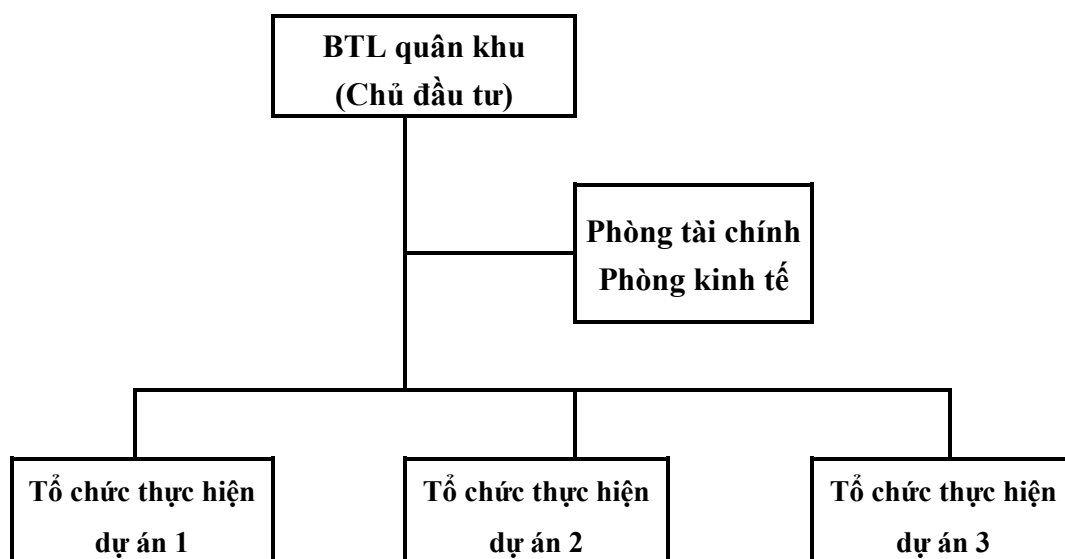 BTL quân khu
(Chủ đầu tư)
Phòng tài chính
Phòng kinh tế
Tổ chức thực hiện
dự án 1
Tổ chức thực hiện
dự án 2
Tổ chức thực hiện
dự án 3